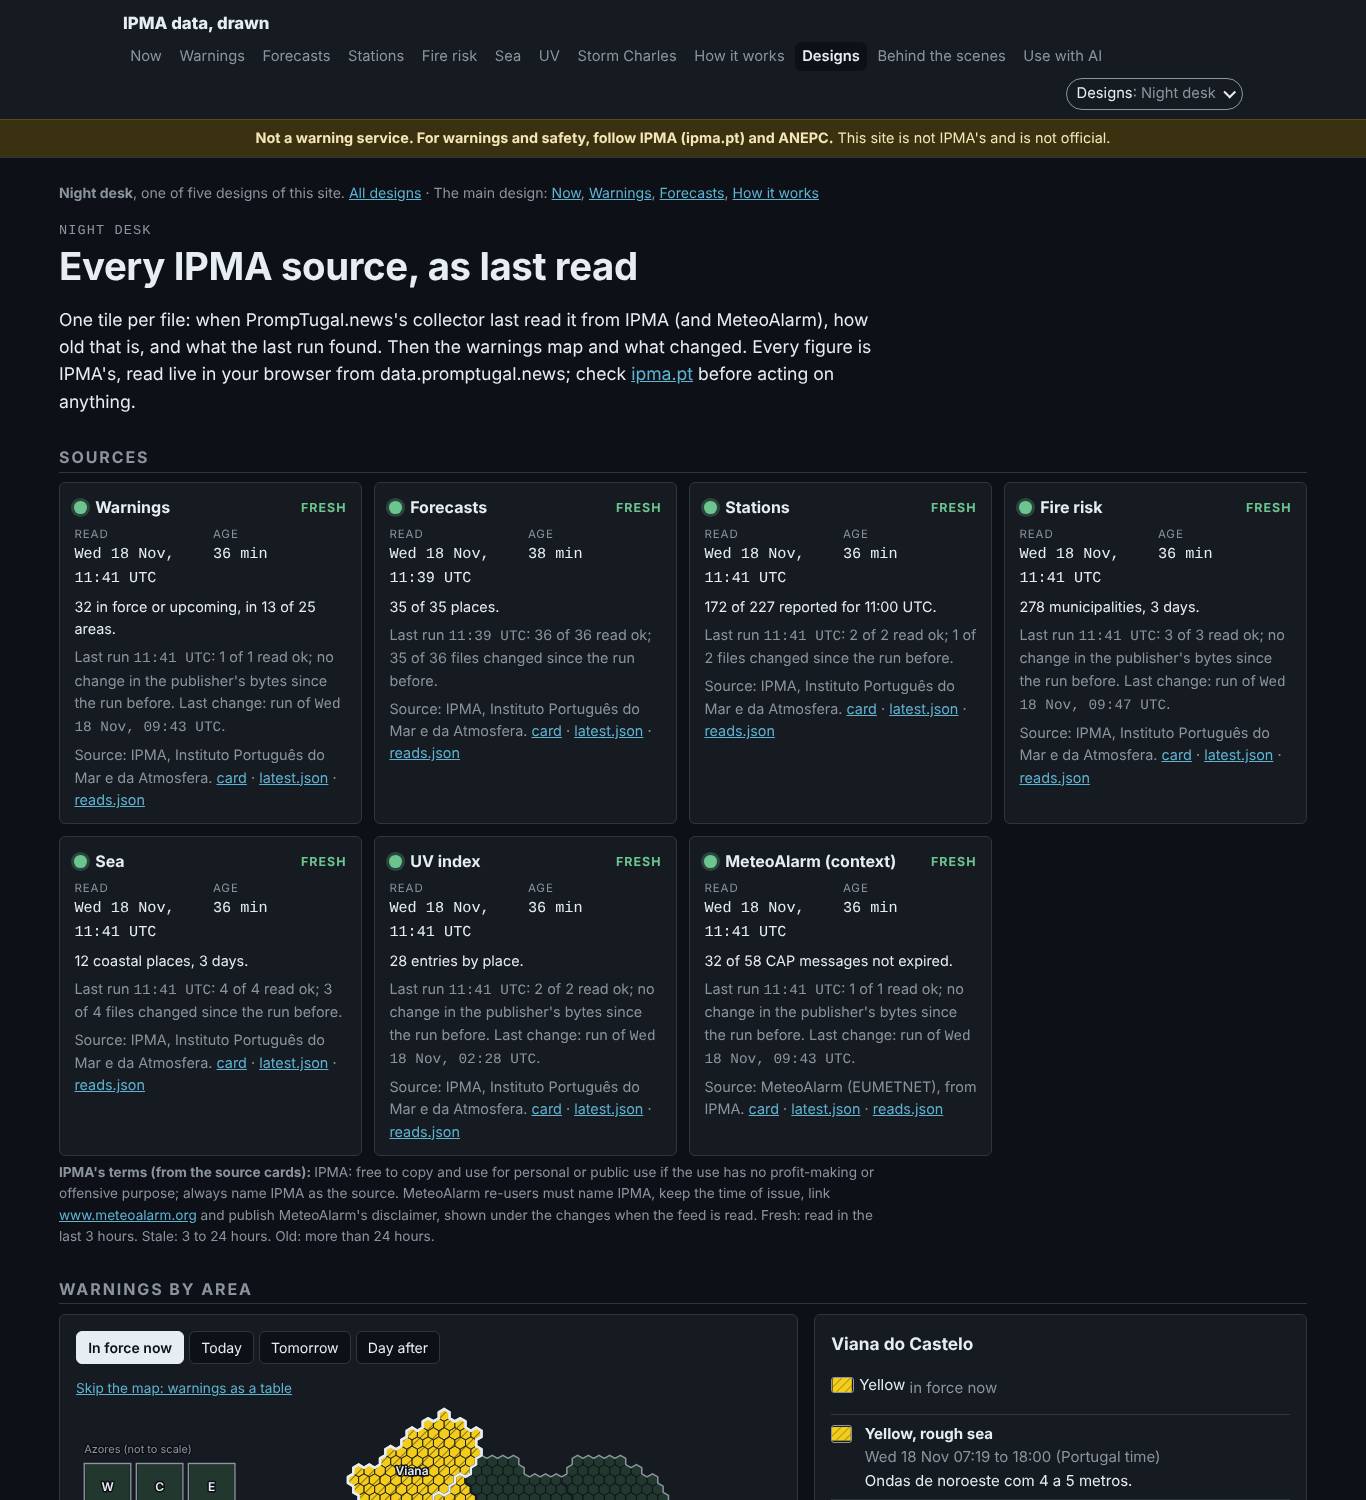 IPMA data, drawn
Now Warnings Forecasts Stations Fire risk Sea UV Storm Charles How it works Designs Behind the scenes Use with AI
Designs: Night desk
Not a warning service. For warnings and safety, follow IPMA (ipma.pt) and ANEPC. This site is not IPMA's and is not official.
Night desk, one of five designs of this site. All designs · The main design: Now, Warnings, Forecasts, How it works
NIGHT DESK
Every IPMA source, as last read
One tile per file: when PrompTugal.news's collector last read it from IPMA (and MeteoAlarm), how
old that is, and what the last run found. Then the warnings map and what changed. Every figure is
IPMA's, read live in your browser from data.promptugal.news; check ipma.pt before acting on
anything.
SOURCES
Warnings FRESH
READ AGE
Wed 18 Nov, 36 min
11:41 UTC
32 in force or upcoming, in 13 of 25
areas.
Last run 11:41 UTC: 1 of 1 read ok; no
change in the publisher's bytes since
the run before. Last change: run of Wed
18 Nov, 09:43 UTC.
Source: IPMA, Instituto Português do
Mar e da Atmosfera. card · latest.json ·
reads.json
Forecasts FRESH
READ AGE
Wed 18 Nov, 38 min
11:39 UTC
35 of 35 places.
Last run 11:39 UTC: 36 of 36 read ok;
35 of 36 files changed since the run
before.
Source: IPMA, Instituto Português do
Mar e da Atmosfera. card · latest.json ·
reads.json
Stations FRESH
READ AGE
Wed 18 Nov, 36 min
11:41 UTC
172 of 227 reported for 11:00 UTC.
Last run 11:41 UTC: 2 of 2 read ok; 1 of
2 files changed since the run before.
Source: IPMA, Instituto Português do
Mar e da Atmosfera. card · latest.json ·
reads.json
Fire risk FRESH
READ AGE
Wed 18 Nov, 36 min
11:41 UTC
278 municipalities, 3 days.
Last run 11:41 UTC: 3 of 3 read ok; no
change in the publisher's bytes since
the run before. Last change: run of Wed
18 Nov, 09:47 UTC.
Source: IPMA, Instituto Português do
Mar e da Atmosfera. card · latest.json ·
reads.json
Sea FRESH
READ AGE
Wed 18 Nov, 36 min
11:41 UTC
12 coastal places, 3 days.
Last run 11:41 UTC: 4 of 4 read ok; 3
of 4 files changed since the run before.
Source: IPMA, Instituto Português do
Mar e da Atmosfera. card · latest.json ·
reads.json
UV index FRESH
READ AGE
Wed 18 Nov, 36 min
11:41 UTC
28 entries by place.
Last run 11:41 UTC: 2 of 2 read ok; no
change in the publisher's bytes since
the run before. Last change: run of Wed
18 Nov, 02:28 UTC.
Source: IPMA, Instituto Português do
Mar e da Atmosfera. card · latest.json ·
reads.json
MeteoAlarm (context) FRESH
READ AGE
Wed 18 Nov, 36 min
11:41 UTC
32 of 58 CAP messages not expired.
Last run 11:41 UTC: 1 of 1 read ok; no
change in the publisher's bytes since
the run before. Last change: run of Wed
18 Nov, 09:43 UTC.
Source: MeteoAlarm (EUMETNET), from
IPMA. card · latest.json · reads.json
IPMA's terms (from the source cards): IPMA: free to copy and use for personal or public use if the use has no profit-making or
offensive purpose; always name IPMA as the source. MeteoAlarm re-users must name IPMA, keep the time of issue, link
www.meteoalarm.org and publish MeteoAlarm's disclaimer, shown under the changes when the feed is read. Fresh: read in the
last 3 hours. Stale: 3 to 24 hours. Old: more than 24 hours.
WARNINGS BY AREA
In force now Today Tomorrow Day after
Skip the map: warnings as a table
Azores (not to scale)
W C E
Viana
Viana do Castelo
Yellow in force now
Yellow, rough sea
Wed 18 Nov 07:19 to 18:00 (Portugal time)
Ondas de noroeste com 4 a 5 metros.